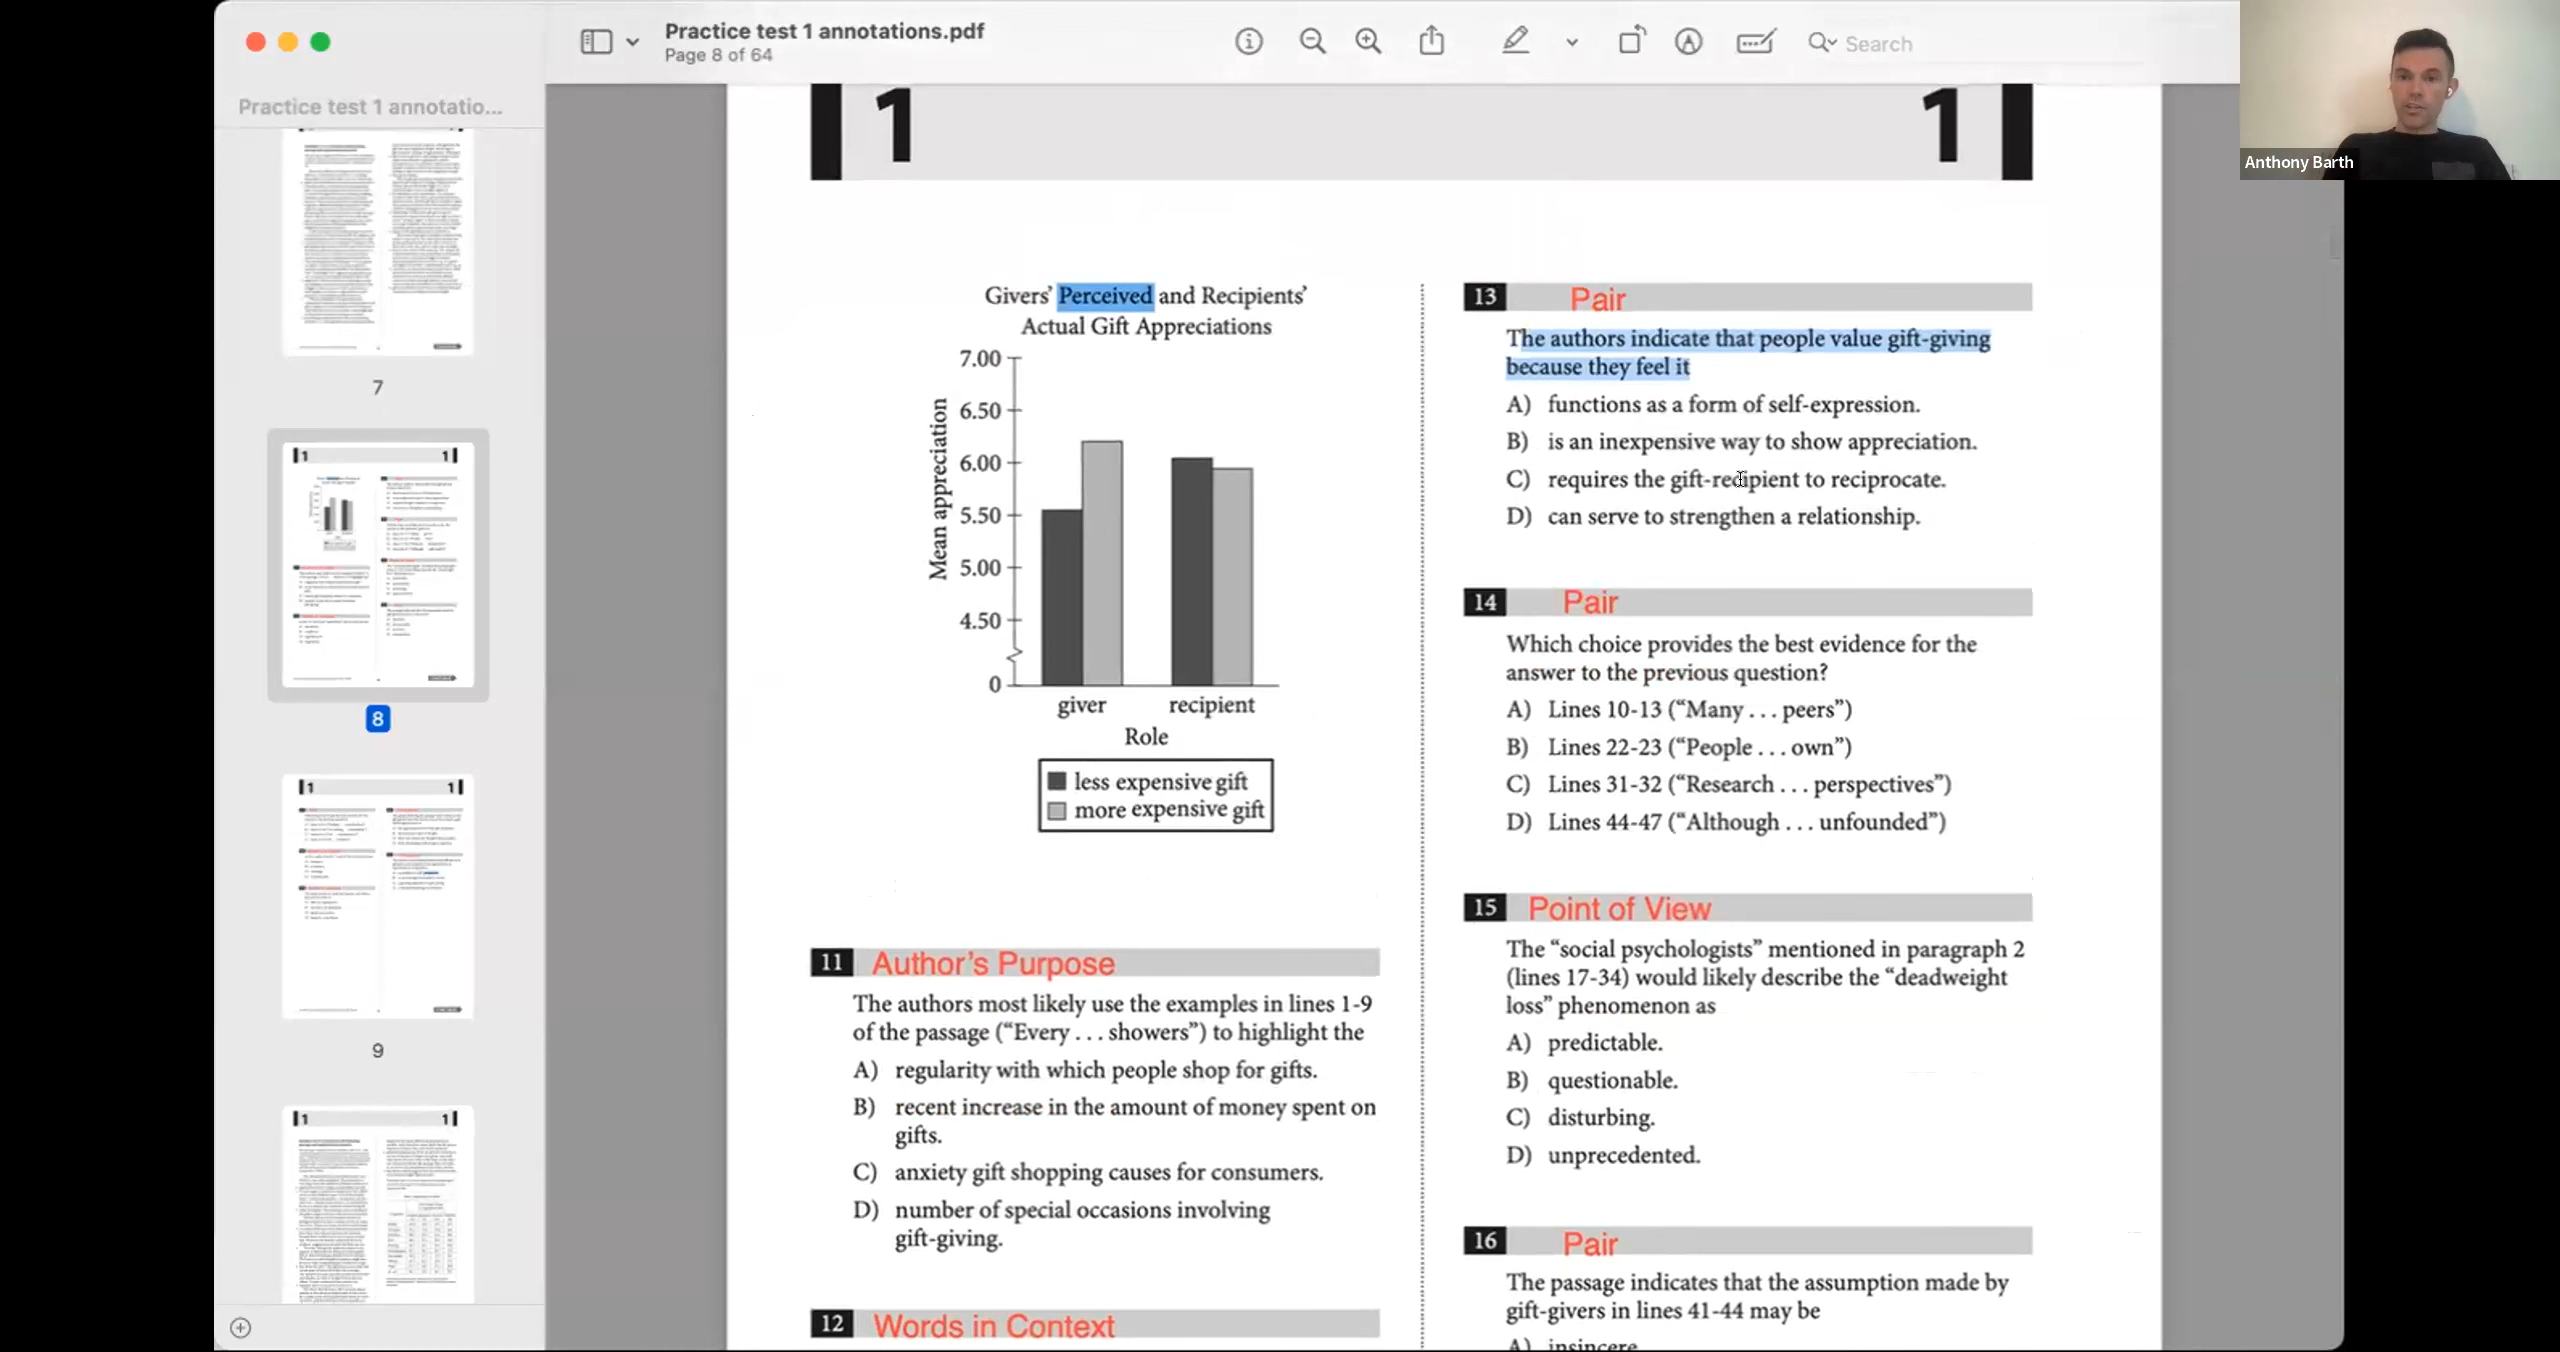 Practice test 1 annotations.pdf
Page 8 of 64
Search
Anthony Barth
Practice test 1 annotatio...
7
8
9
1 1
Givers’ Perceived and Recipients’
Actual Gift Appreciations
Mean appreciation
7.00
6.50
6.00
5.50
5.00
4.50
0
giver recipient
Role
less expensive gift
more expensive gift
11 Author’s Purpose
The authors most likely use the examples in lines 1-9
of the passage (“Every . . . showers”) to highlight the
A) regularity with which people shop for gifts.
B) recent increase in the amount of money spent on
gifts.
C) anxiety gift shopping causes for consumers.
D) number of special occasions involving
gift-giving.
12 Words in Context
13 Pair
The authors indicate that people value gift-giving
because they feel it
A) functions as a form of self-expression.
B) is an inexpensive way to show appreciation.
C) requires the gift-recipient to reciprocate.
D) can serve to strengthen a relationship.
14 Pair
Which choice provides the best evidence for the
answer to the previous question?
A) Lines 10-13 (“Many . . . peers”)
B) Lines 22-23 (“People . . . own”)
C) Lines 31-32 (“Research . . . perspectives”)
D) Lines 44-47 (“Although . . . unfounded”)
15 Point of View
The “social psychologists” mentioned in paragraph 2
(lines 17-34) would likely describe the “deadweight
loss” phenomenon as
A) predictable.
B) questionable.
C) disturbing.
D) unprecedented.
16 Pair
The passage indicates that the assumption made by
gift-givers in lines 41-44 may be
A) insincere